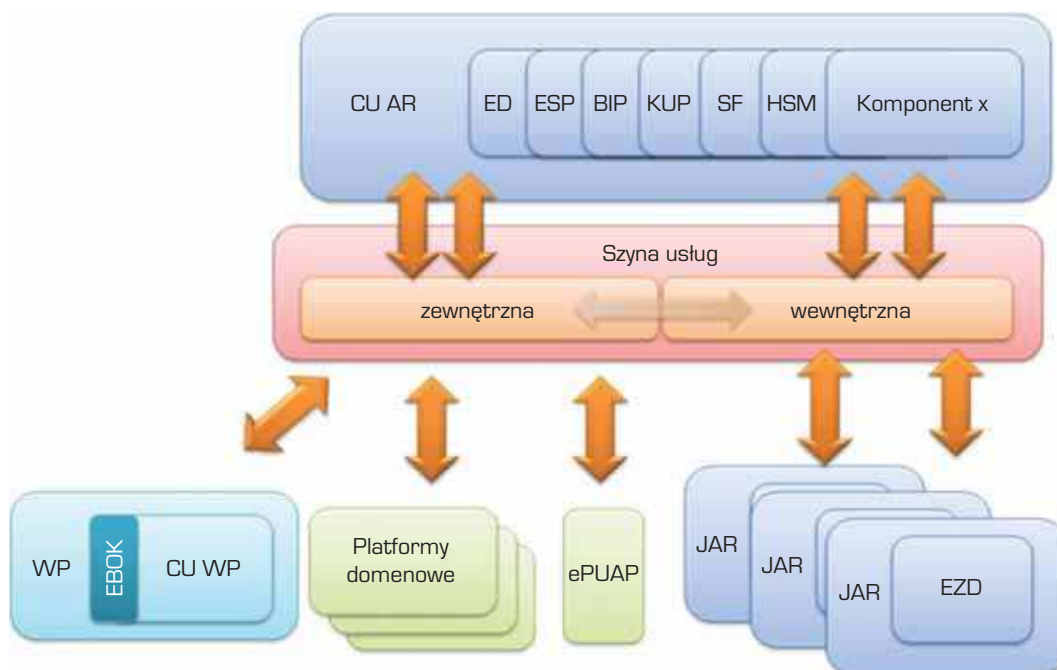 CU AR
ED
ESP
BIP
KUP
SF
HSM
Komponent x
Szyna usług
zewnętrzna
wewnętrzna
WP
EBOK
CU WP
Platformy
domenowe
ePUAP
JAR
JAR
JAR
EZD